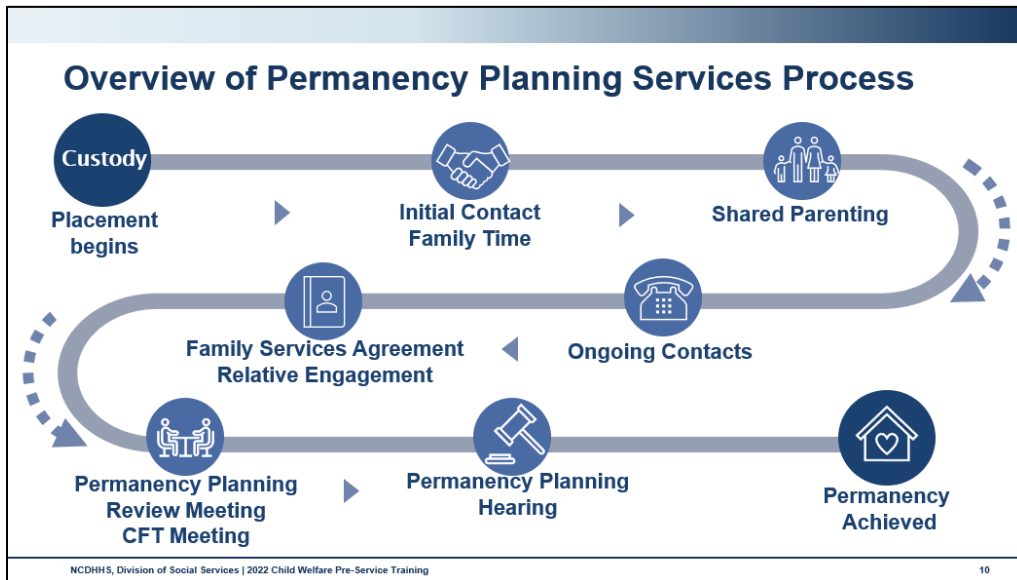 Overview of Permanency Planning Services Process
Custody
Placement
begins
Initial Contact
Family Time
Shared Parenting
Ongoing Contacts
Family Services Agreement
Relative Engagement
Permanency Planning
Review Meeting
CFT Meeting
Permanency Planning
Hearing
Permanency
Achieved
NCDHHS, Division of Social Services | 2022 Child Welfare Pre-Service Training
10